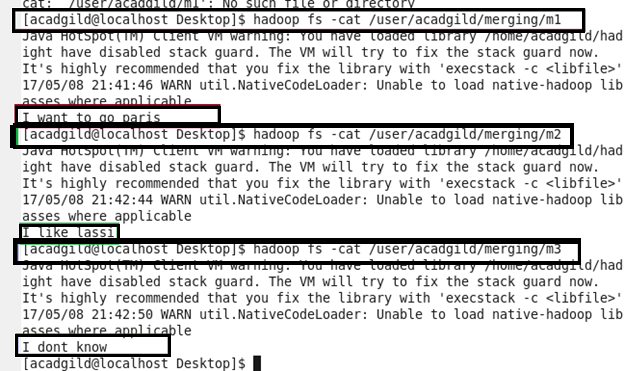 cat: `/user/acadgild/m1': No such file or directory
[acadgild@localhost Desktop]$ hadoop fs -cat /user/acadgild/merging/m1
Java HotSpot(TM) Client VM warning: You have loaded library /home/acadgild/had
ight have disabled stack guard. The VM will try to fix the stack guard now.
It's highly recommended that you fix the library with 'execstack -c <libfile>'
17/05/08 21:41:46 WARN util.NativeCodeLoader: Unable to load native-hadoop lib
asses where applicable
I want to go paris
[acadgild@localhost Desktop]$ hadoop fs -cat /user/acadgild/merging/m2
Java HotSpot(TM) Client VM warning: You have loaded library /home/acadgild/had
ight have disabled stack guard. The VM will try to fix the stack guard now.
It's highly recommended that you fix the library with 'execstack -c <libfile>'
17/05/08 21:42:44 WARN util.NativeCodeLoader: Unable to load native-hadoop lib
asses where applicable
I like lassi
[acadgild@localhost Desktop]$ hadoop fs -cat /user/acadgild/merging/m3
Java HotSpot(TM) Client VM warning: You have loaded library /home/acadgild/had
ight have disabled stack guard. The VM will try to fix the stack guard now.
It's highly recommended that you fix the library with 'execstack -c <libfile>'
17/05/08 21:42:50 WARN util.NativeCodeLoader: Unable to load native-hadoop lib
asses where applicable
I dont know
[acadgild@localhost Desktop]$